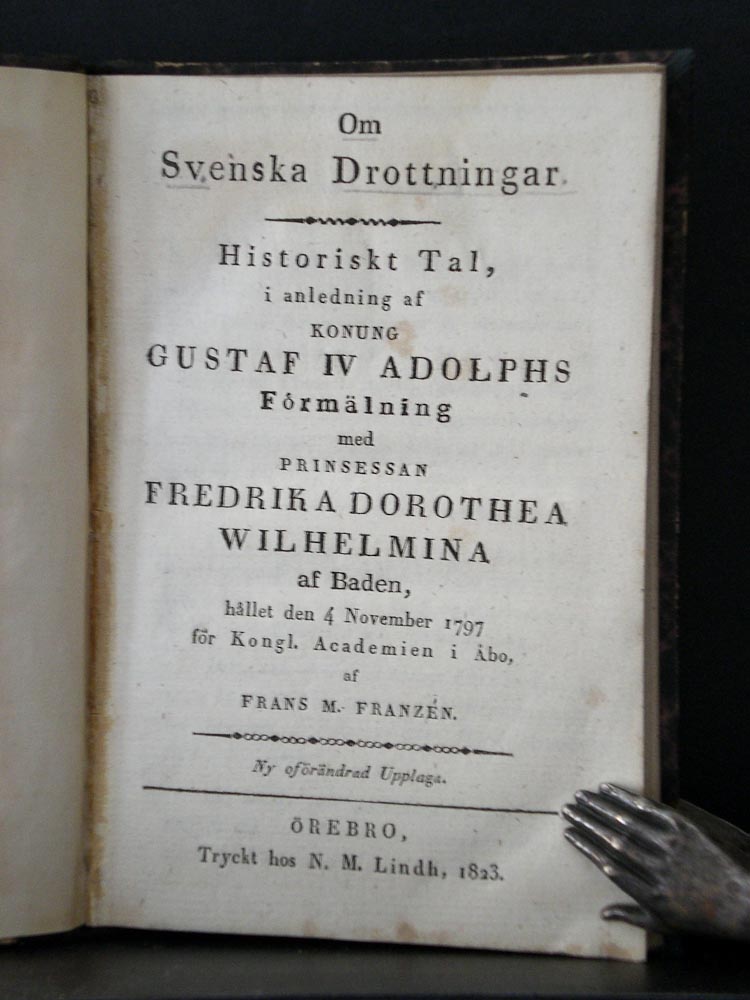 Om
Svenska Drottningar.
Historiskt Tal,
i anledning af
KONUNG
GUSTAF IV ADOLPHS
Förmälning
med
PRINSESSAN
FREDRIKA DOROTHEA
WILHELMINA
af Baden,
hållet den 4 November 1797
för Kongl. Academien i Åbo,
af
FRANS M. FRANZÉN.
Ny oförändrad Upplaga.
ÖREBRO,
Tryckt hos N. M. Lindh, 1823.